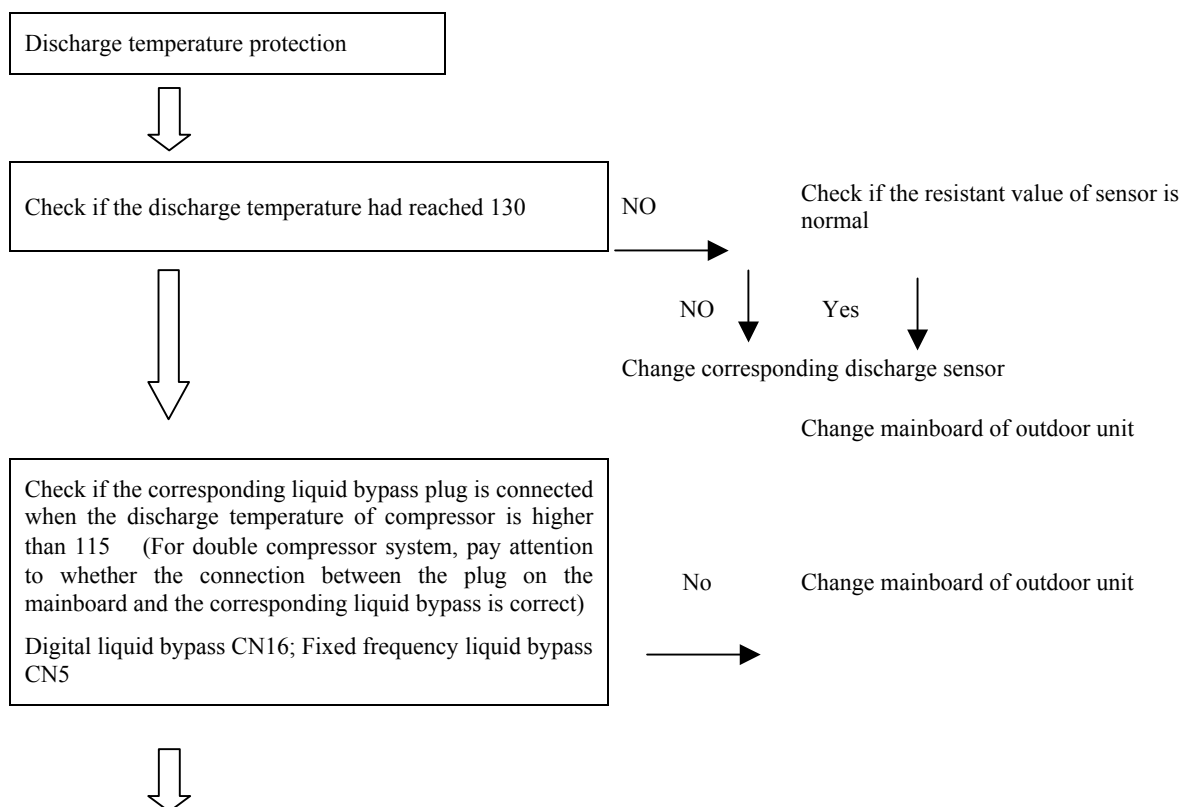 Discharge temperature protection
Check if the discharge temperature had reached 130
NO
Check if the resistant value of sensor is
normal
NO
Yes
Change corresponding discharge sensor
Change mainboard of outdoor unit
Check if the corresponding liquid bypass plug is connected
when the discharge temperature of compressor is higher
than 115 (For double compressor system, pay attention
to whether the connection between the plug on the
mainboard and the corresponding liquid bypass is correct)
Digital liquid bypass CN16; Fixed frequency liquid bypass
CN5
No
Change mainboard of outdoor unit